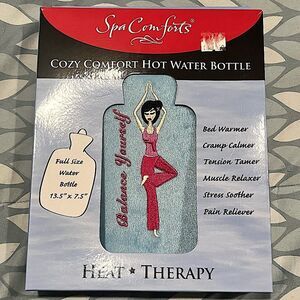 Spa Comforts®
Cozy Comfort Hot Water Bottle
Full Size
Water
Bottle
13.5" x 7.5"
Balance Yourself
Bed Warmer
Cramp Calmer
Tension Tamer
Muscle Relaxer
Stress Soother
Pain Reliever
Heat ★ Therapy